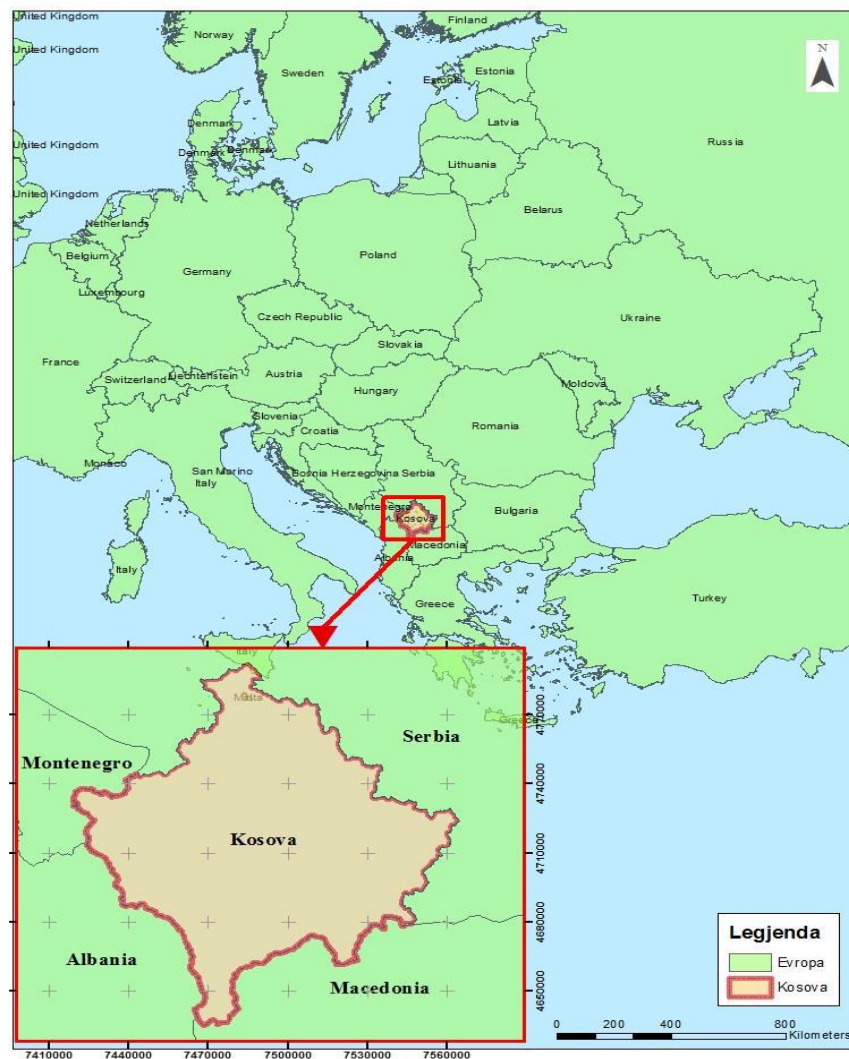 United Kingdom
Finland
Norway
United Kingdom
N
Sweden
Estonia
Estonia
Denmark
Latvia
Russia
United Kingdom
Denmark
Denmark
Lithuania
United Kingdom
Belarus
Netherlands
Belgium
Poland
Germany
Luxembourg
Czech Republic
Ukraine
Slovakia
France
Liechtenstein
Switzerland
Austria
Moldova
Hungary
Slovenia
Romania
Croatia
Monaco
San Marino
Bosnia Herzegovina
Serbia
Italy
Montenegro
Kosova
Bulgaria
Macedonia
Albania
Italy
Turkey
Greece
Italy
Malta
Greece
Serbia
Montenegro
Kosova
Albania
Macedonia
4770000
4740000
4710000
4680000
4650000
7410000 7440000 7470000 7500000 7530000 7560000
Legjenda
Evropa
Kosova
0 200 400 800
Kilometers